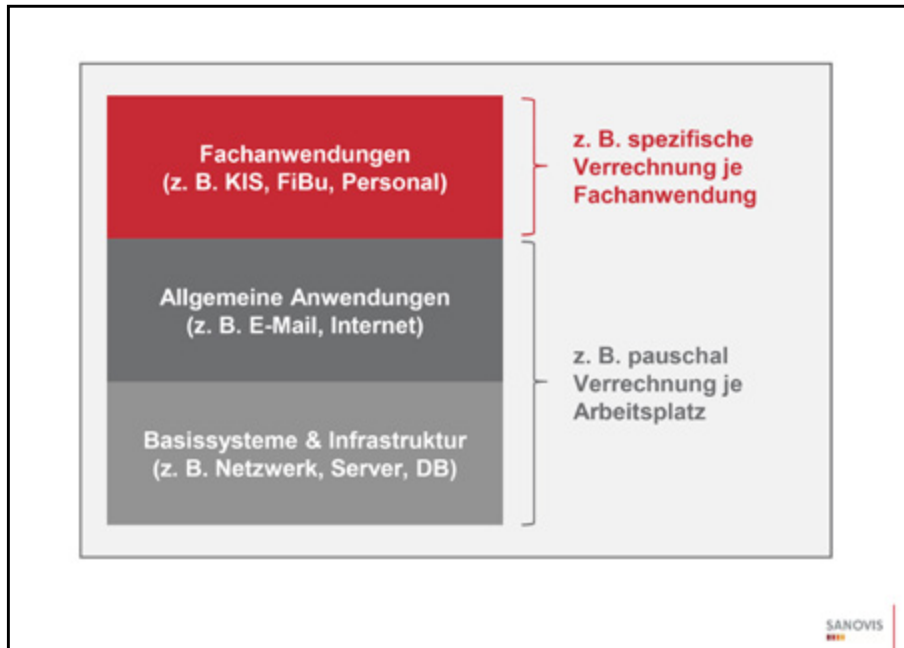 Fachanwendungen
(z. B. KIS, FiBu, Personal)
z. B. spezifische
Verrechnung je
Fachanwendung
Allgemeine Anwendungen
(z. B. E-Mail, Internet)
z. B. pauschal
Verrechnung je
Arbeitsplatz
Basissysteme & Infrastruktur
(z. B. Netzwerk, Server, DB)
SANOVIS